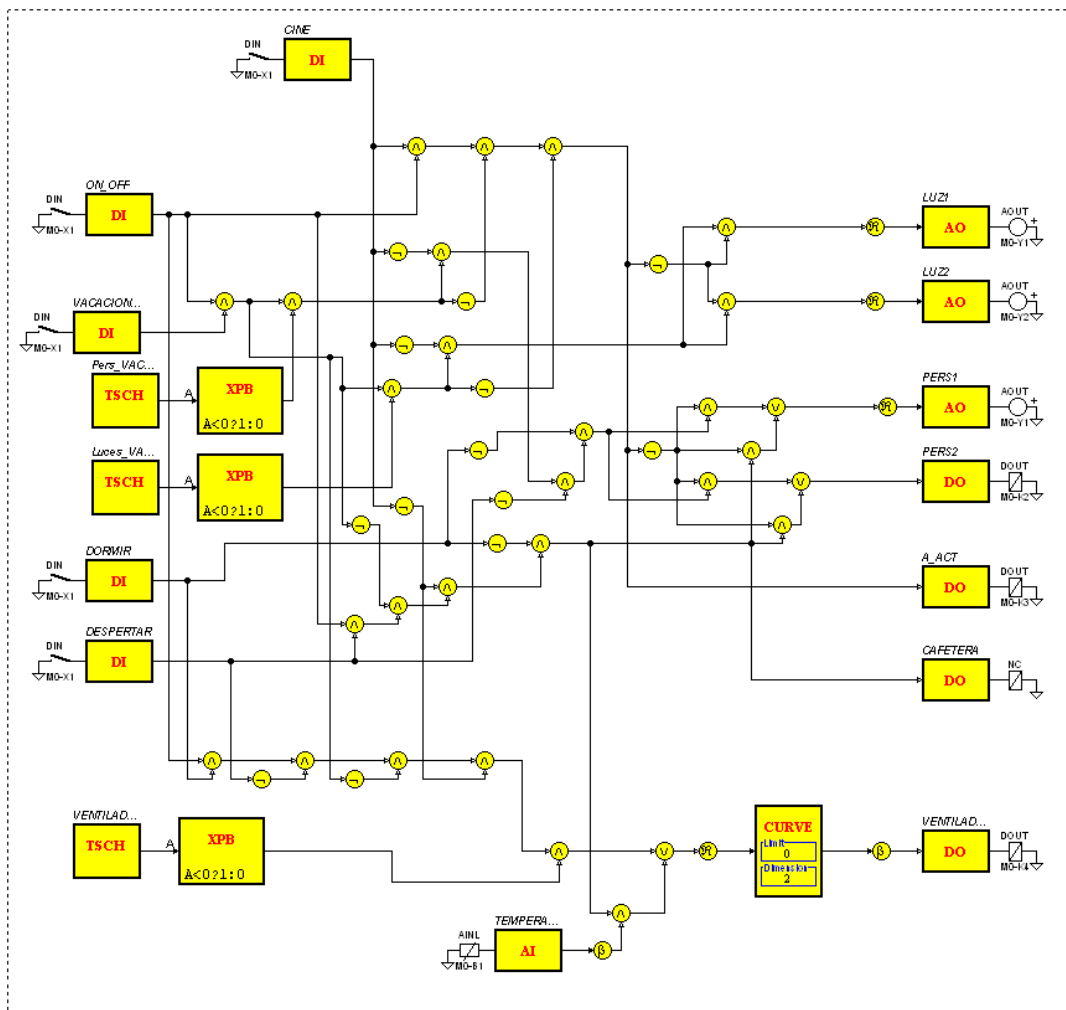 CINE
DIN
DI
M0-X1
ON_OFF
DIN
DI
M0-X1
LUZ1
AOUT
AO
M0-Y1
LUZ2
AOUT
AO
M0-Y2
VACACION...
DIN
DI
M0-X1
Pers_VAC...
TSCH
A
XPB
A<0?1:0
PERS1
AOUT
AO
M0-Y1
Luces_VA...
TSCH
A
XPB
A<0?1:0
PERS2
DOUT
DO
M0-K2
DORMIR
DIN
DI
M0-X1
A_ACT
DOUT
DO
M0-K3
DESPERTAR
DIN
DI
M0-X1
CAFETERA
NC
DO
VENTILAD...
TSCH
A
XPB
A<0?1:0
CURVE
Limit
0
Dimension
2
β
VENTILAD...
DOUT
DO
M0-K4
TEMPERA...
AINL
AI
M0-B1
β